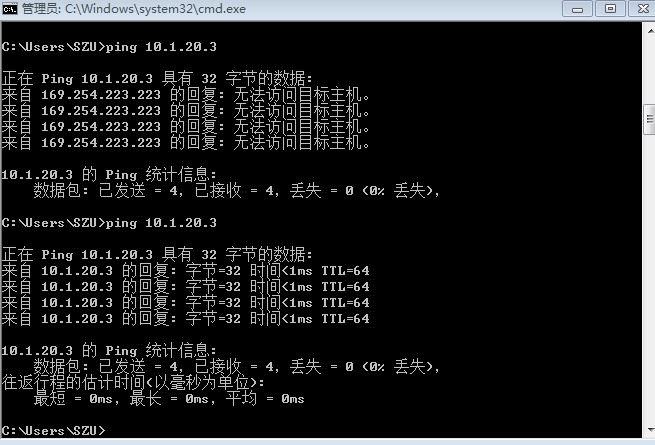 管理员: C:\Windows\system32\cmd.exe
C:\Users\SZU>ping 10.1.20.3
正在 Ping 10.1.20.3 具有 32 字节的数据:
来自 169.254.223.223 的回复: 无法访问目标主机。
来自 169.254.223.223 的回复: 无法访问目标主机。
来自 169.254.223.223 的回复: 无法访问目标主机。
来自 169.254.223.223 的回复: 无法访问目标主机。
10.1.20.3 的 Ping 统计信息:
数据包: 已发送 = 4, 已接收 = 4, 丢失 = 0 (0% 丢失),
C:\Users\SZU>ping 10.1.20.3
正在 Ping 10.1.20.3 具有 32 字节的数据:
来自 10.1.20.3 的回复: 字节=32 时间<1ms TTL=64
来自 10.1.20.3 的回复: 字节=32 时间<1ms TTL=64
来自 10.1.20.3 的回复: 字节=32 时间<1ms TTL=64
来自 10.1.20.3 的回复: 字节=32 时间<1ms TTL=64
10.1.20.3 的 Ping 统计信息:
数据包: 已发送 = 4, 已接收 = 4, 丢失 = 0 (0% 丢失),
往返行程的估计时间(以毫秒为单位):
最短 = 0ms, 最长 = 0ms, 平均 = 0ms
C:\Users\SZU>